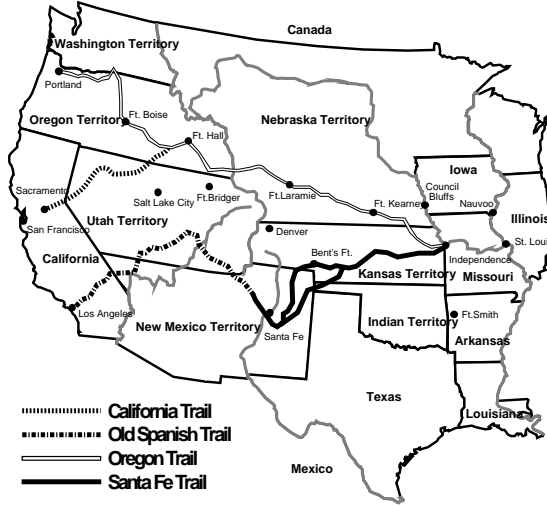 Canada
Washington Territory
Portland
Oregon Territory
Ft. Boise
Ft. Hall
Nebraska Territory
Iowa
Council
Bluffs
Nauvoo
Illinois
Sacramento
San Francisco
Salt Lake City
Ft.Bridger
Ft.Laramie
Ft. Kearney
Utah Territory
Denver
St. Loui
California
Bent's Ft.
Independence
Kansas Territory
Missouri
Los Angeles
New Mexico Territory
Santa Fe
Indian Territory
Ft.Smith
Arkansas
Texas
Louisiana
Mexico
California Trail
Old Spanish Trail
Oregon Trail
Santa Fe Trail